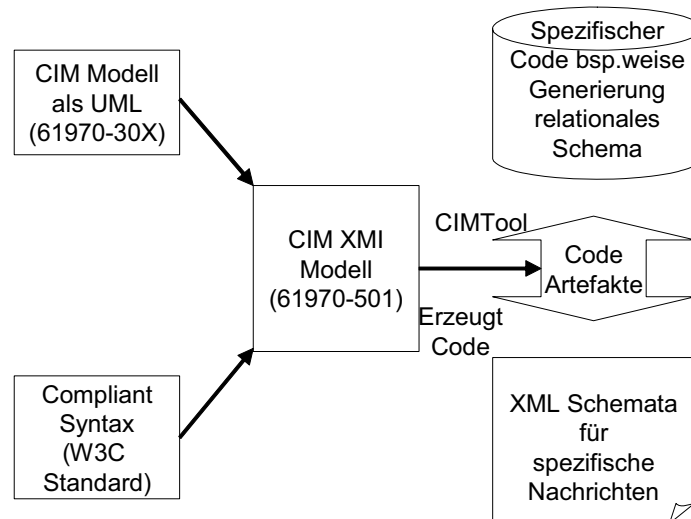 CIM Modell
als UML
(61970-30X)
Compliant
Syntax
(W3C
Standard)
CIM XMI
Modell
(61970-501)
CIMTool
Erzeugt
Code
Spezifischer
Code bsp.weise
Generierung
relationales
Schema
Code
Artefakte
XML Schemata
für
spezifische
Nachrichten